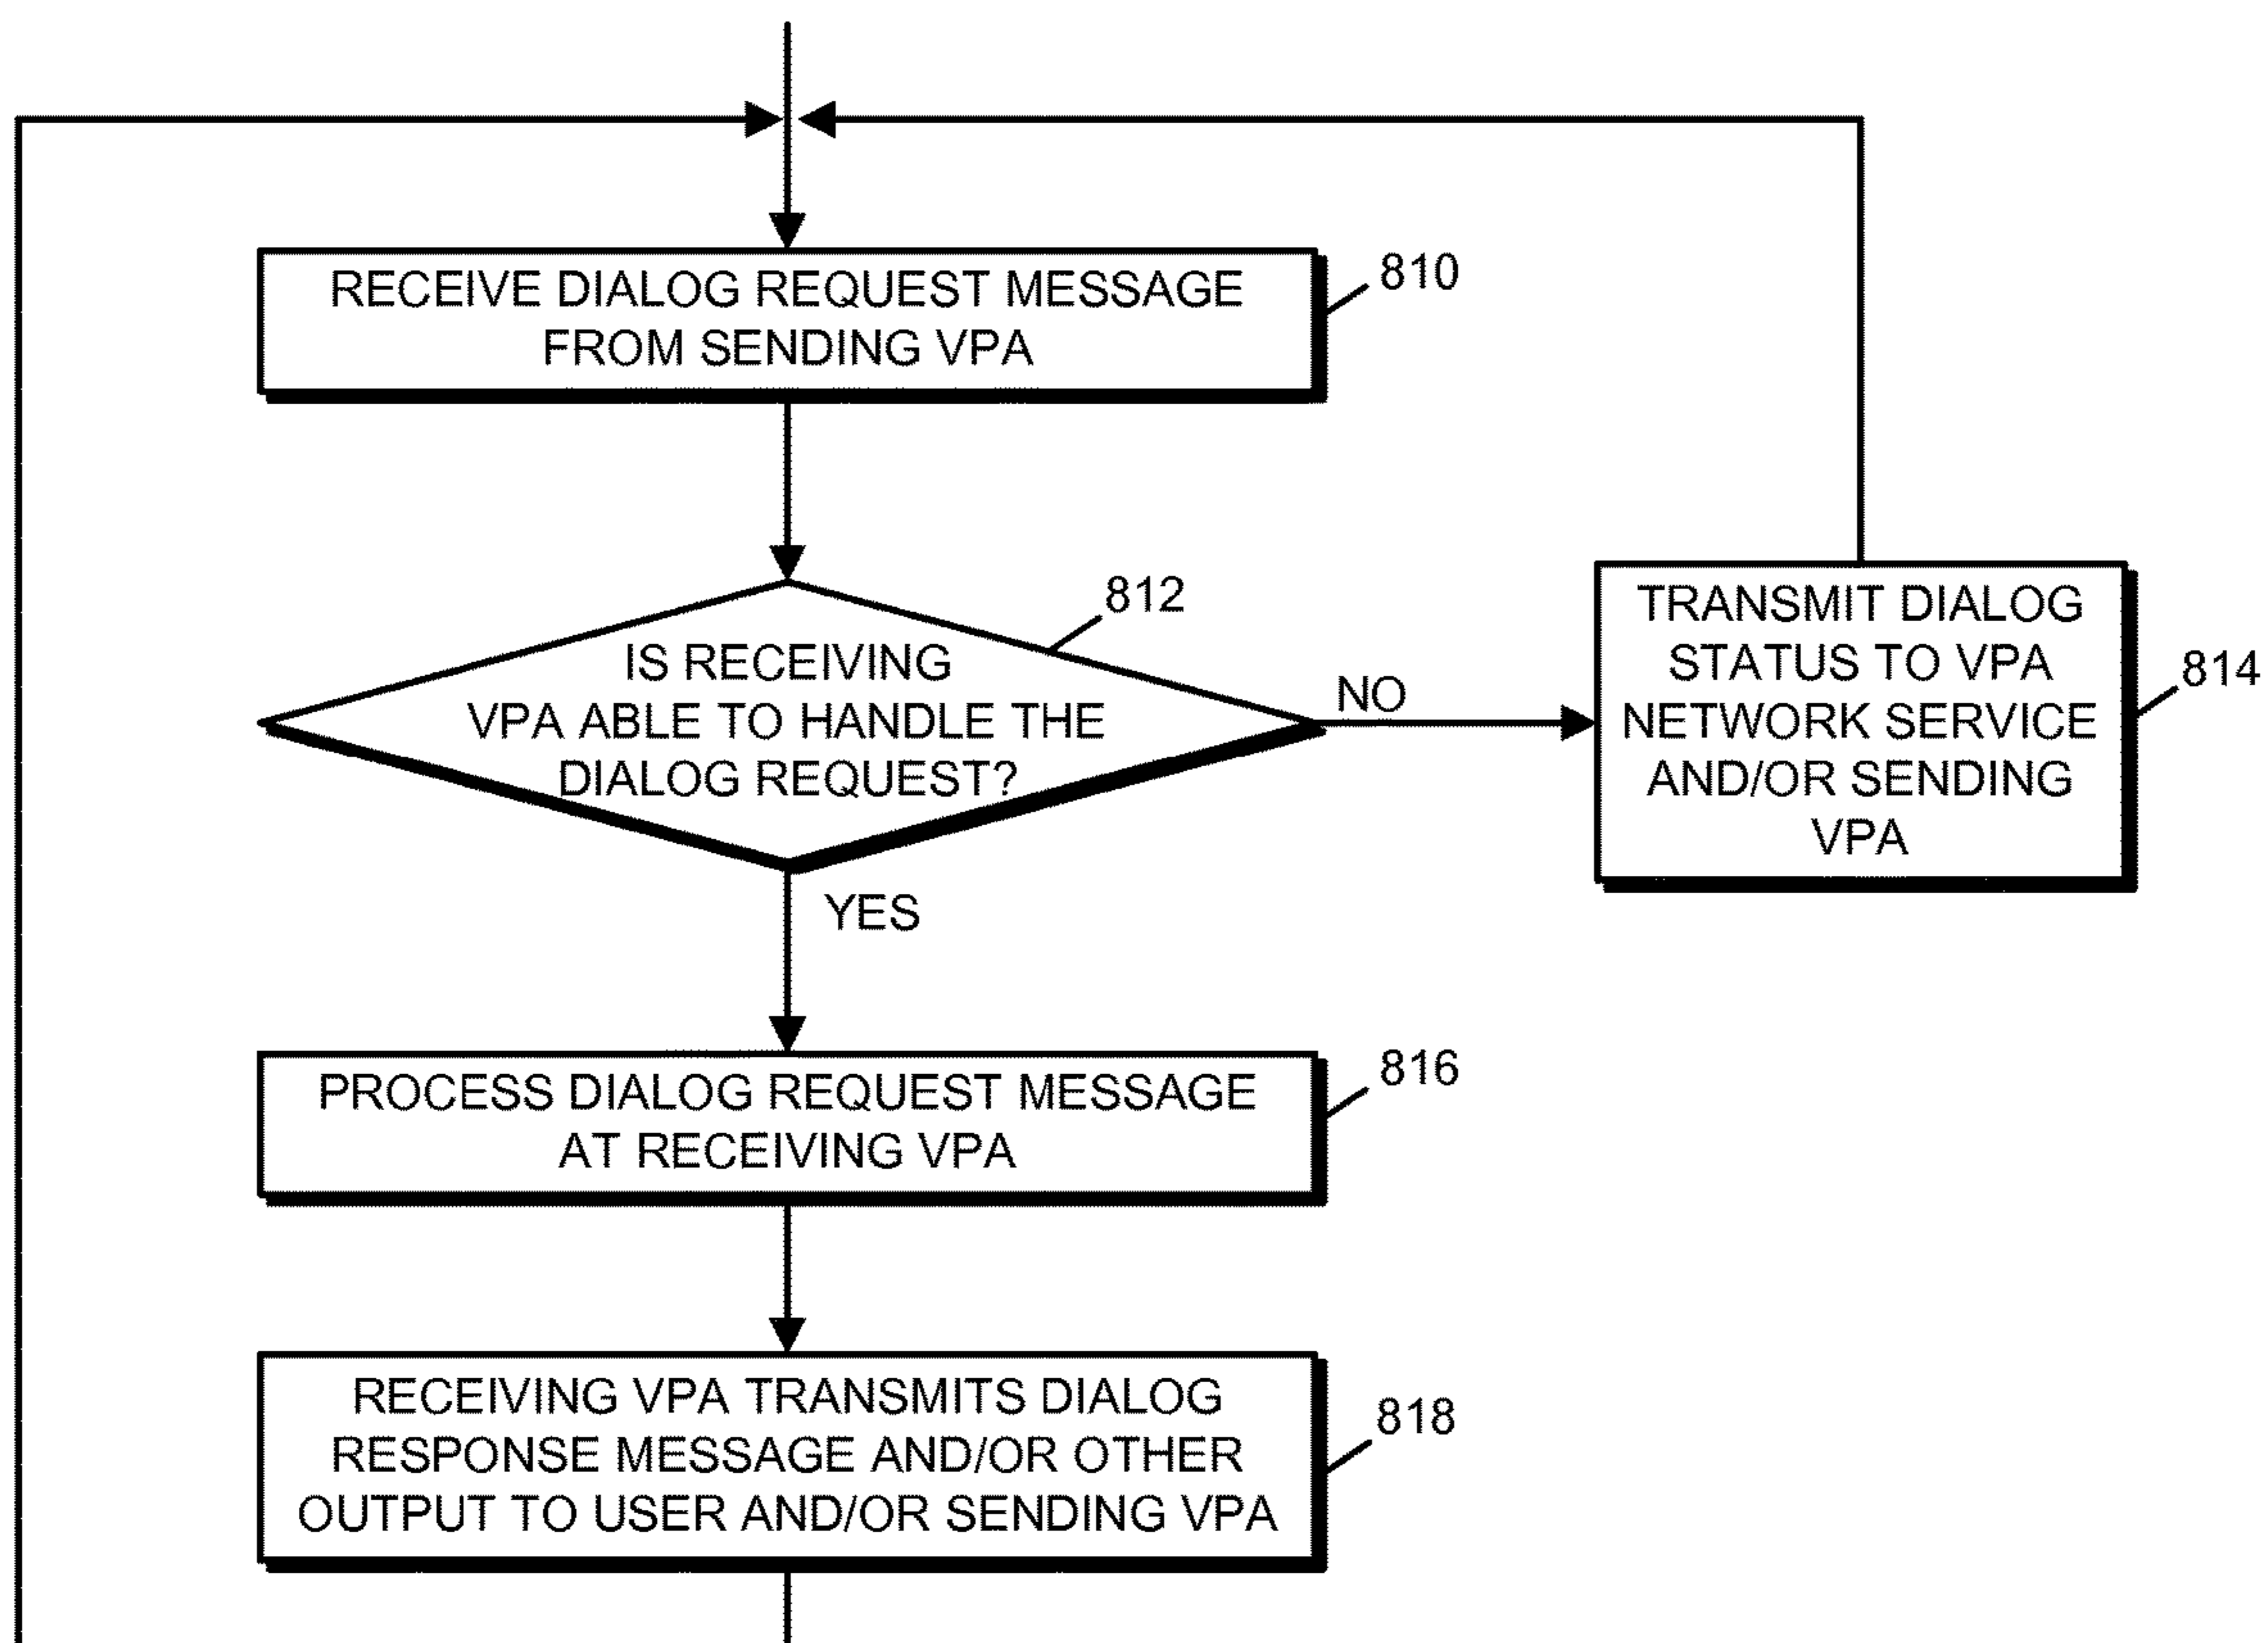 RECEIVE DIALOG REQUEST MESSAGE
FROM SENDING VPA
810
812
IS RECEIVING
VPA ABLE TO HANDLE THE
DIALOG REQUEST?
NO
TRANSMIT DIALOG
STATUS TO VPA
NETWORK SERVICE
AND/OR SENDING
VPA
814
YES
PROCESS DIALOG REQUEST MESSAGE
AT RECEIVING VPA
816
RECEIVING VPA TRANSMITS DIALOG
RESPONSE MESSAGE AND/OR OTHER
OUTPUT TO USER AND/OR SENDING VPA
818